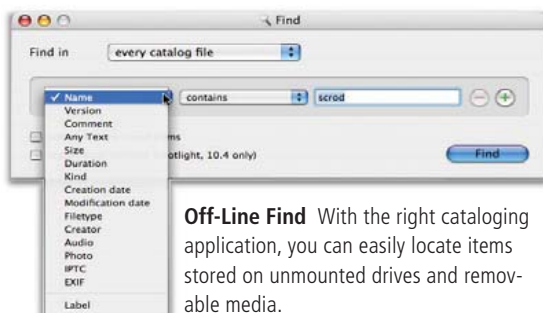 Find
Find in every catalog file
✓ Name contains scrod
Version
Comment
Any Text
Size
Duration
Kind
Creation date
Modification date
Filetype
Creator
Audio
Photo
IPTC
EXIF
Label
ms
otlight, 10.4 only)
Find
Off-Line Find With the right cataloging
application, you can easily locate items
stored on unmounted drives and remov-
able media.